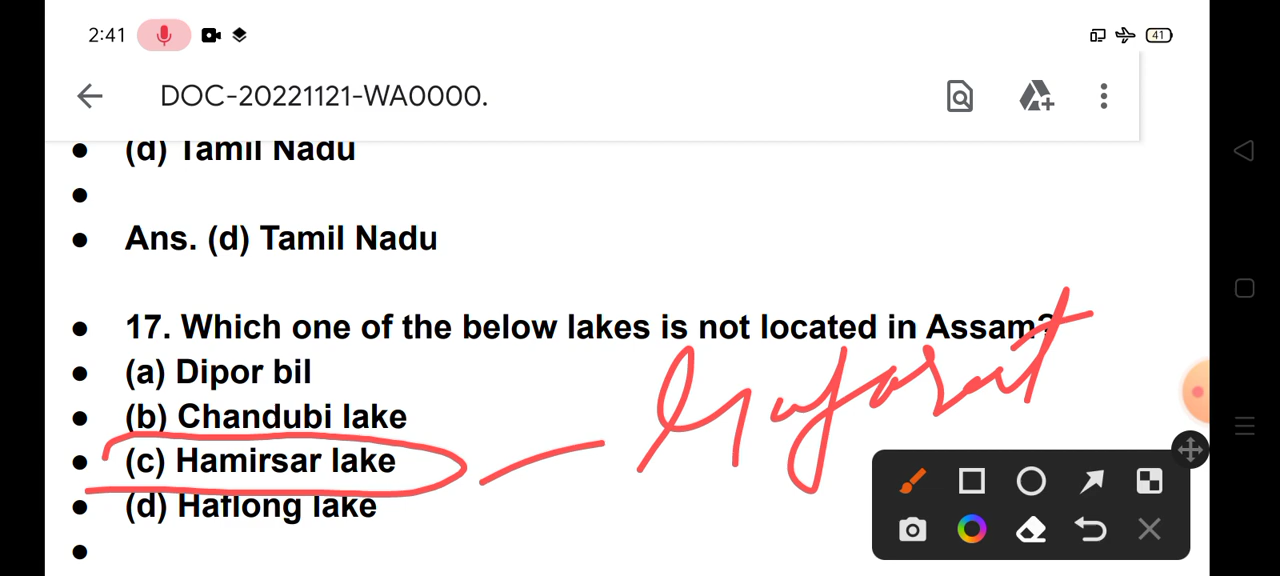 2:41
41
DOC-20221121-WA0000.
(d) Tamil Nadu
Ans. (d) Tamil Nadu
17. Which one of the below lakes is not located in Assam?
(a) Dipor bil
(b) Chandubi lake
(c) Hamirsar lake
Gujarat
(d) Haflong lake